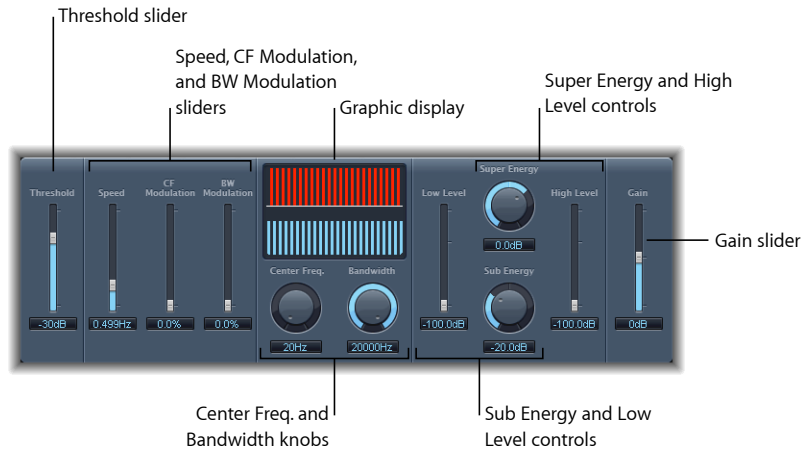 Threshold slider
Speed, CF Modulation,
and BW Modulation
sliders
Graphic display
Super Energy and High
Level controls
Threshold
Speed
CF
Modulation
BW
Modulation
Low Level
Super Energy
High Level
Gain
0.0dB
Gain slider
Center Freq.
Bandwidth
Sub Energy
-30dB
0.499Hz
0.0%
0.0%
20Hz
20000Hz
-100.0dB
-20.0dB
-100.0dB
0dB
Center Freq. and
Bandwidth knobs
Sub Energy and Low
Level controls